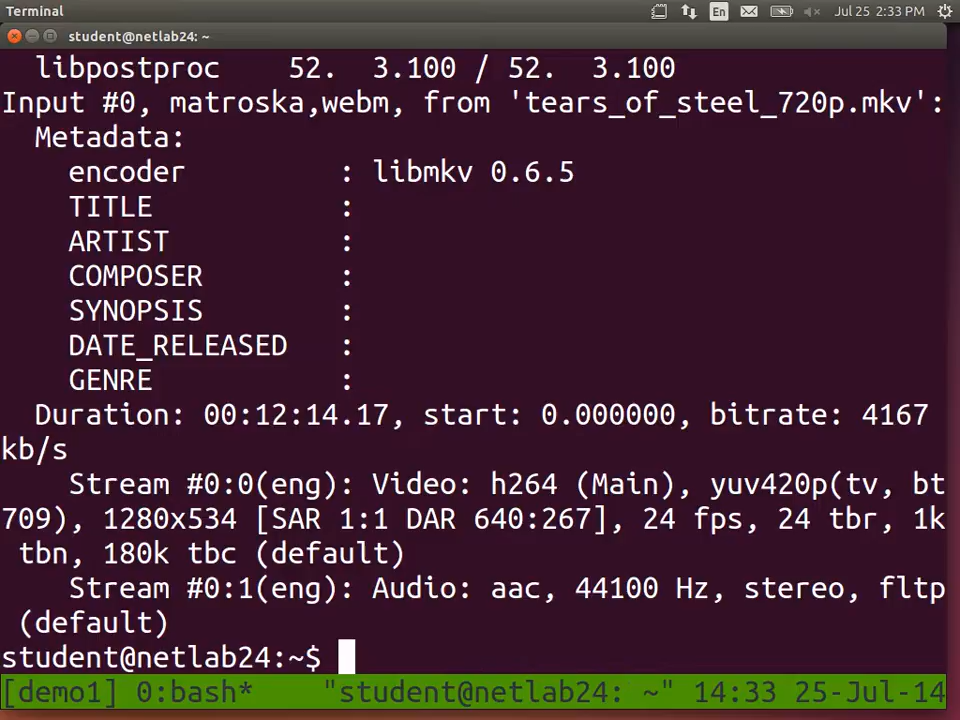 Terminal
En
Jul 25 2:33 PM
student@netlab24: ~
libpostproc    52.  3.100 / 52.  3.100
Input #0, matroska,webm, from 'tears_of_steel_720p.mkv':
  Metadata:
    encoder         : libmkv 0.6.5
    TITLE           :
    ARTIST          :
    COMPOSER        :
    SYNOPSIS        :
    DATE_RELEASED   :
    GENRE           :
  Duration: 00:12:14.17, start: 0.000000, bitrate: 4167
kb/s
    Stream #0:0(eng): Video: h264 (Main), yuv420p(tv, bt
709), 1280x534 [SAR 1:1 DAR 640:267], 24 fps, 24 tbr, 1k
 tbn, 180k tbc (default)
    Stream #0:1(eng): Audio: aac, 44100 Hz, stereo, fltp
 (default)
student@netlab24:~$
[demo1] 0:bash*    "student@netlab24: ~" 14:33 25-Jul-14